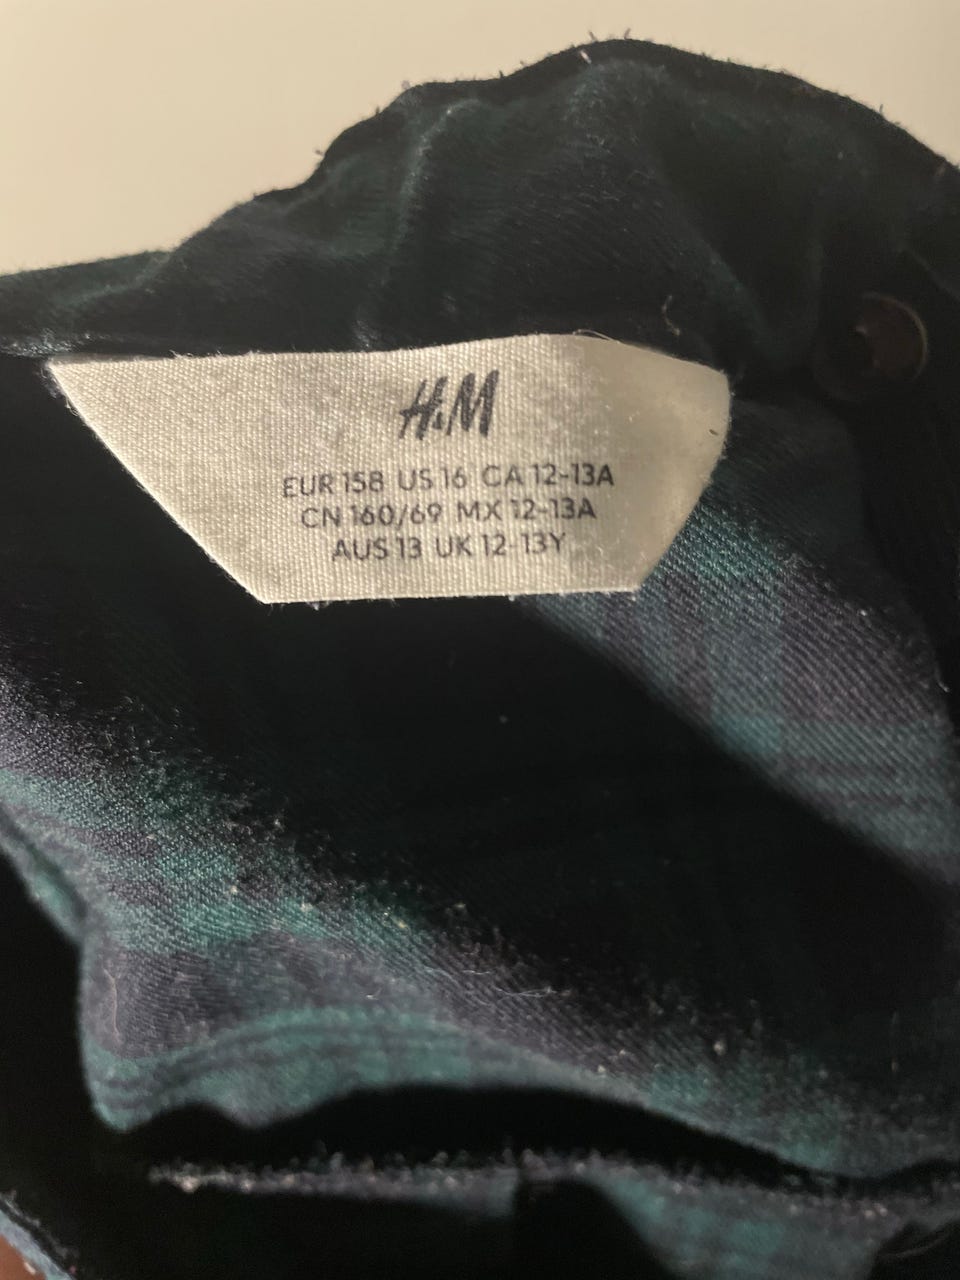 H&M
EUR 158 US 16 CA 12-13A
CN 160/69 MX 12-13A
AUS 13 UK 12-13Y